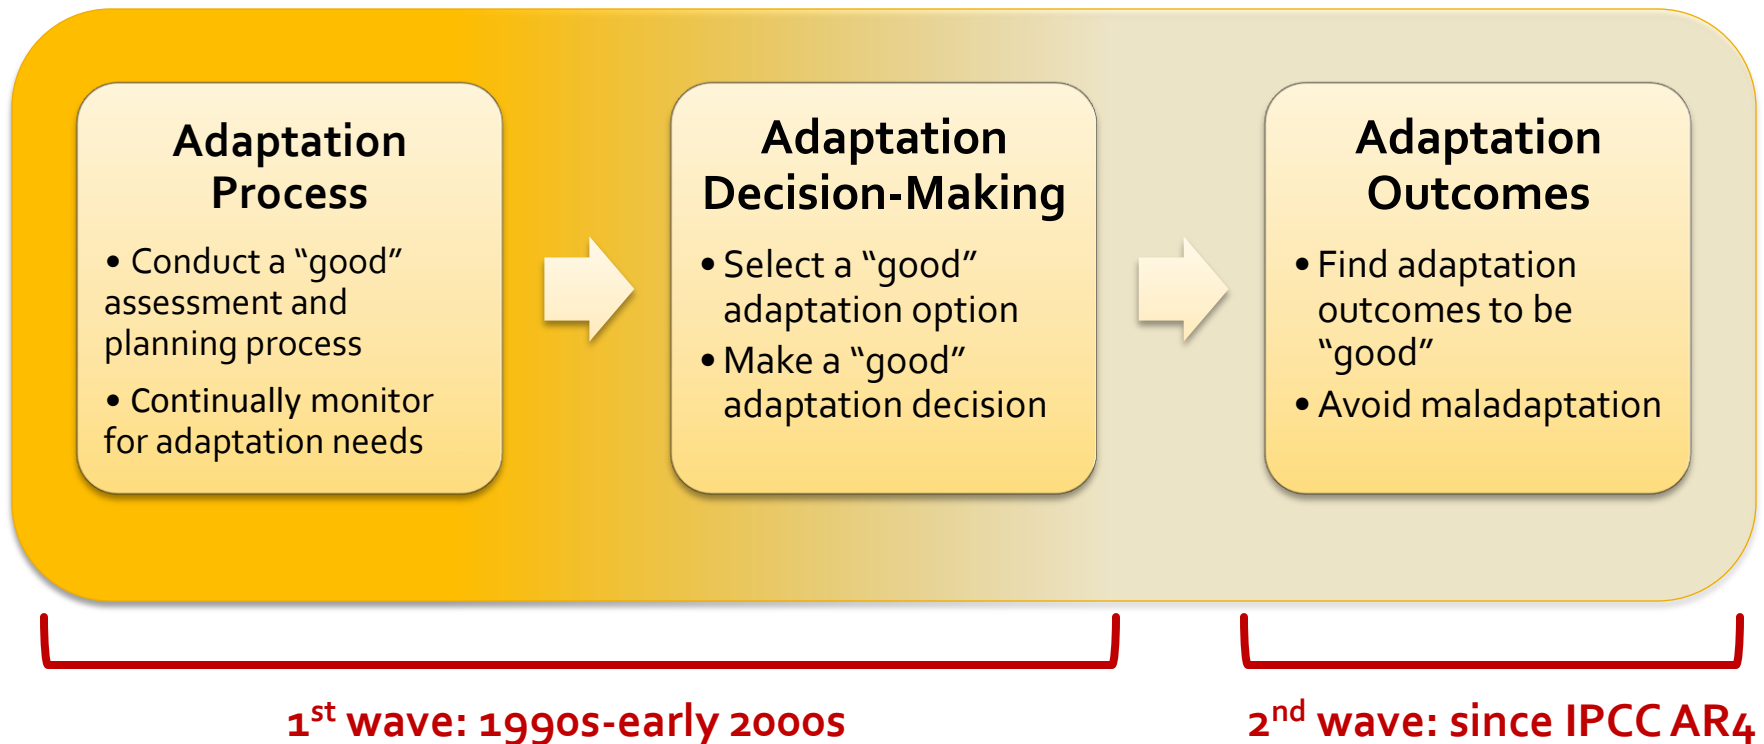 Adaptation
Process
• Conduct a “good”
assessment and
planning process
• Continually monitor
for adaptation needs
Adaptation
Decision-Making
• Select a “good”
adaptation option
• Make a “good”
adaptation decision
Adaptation
Outcomes
• Find adaptation
outcomes to be
“good”
• Avoid maladaptation
1st wave: 1990s-early 2000s
2nd wave: since IPCC AR4